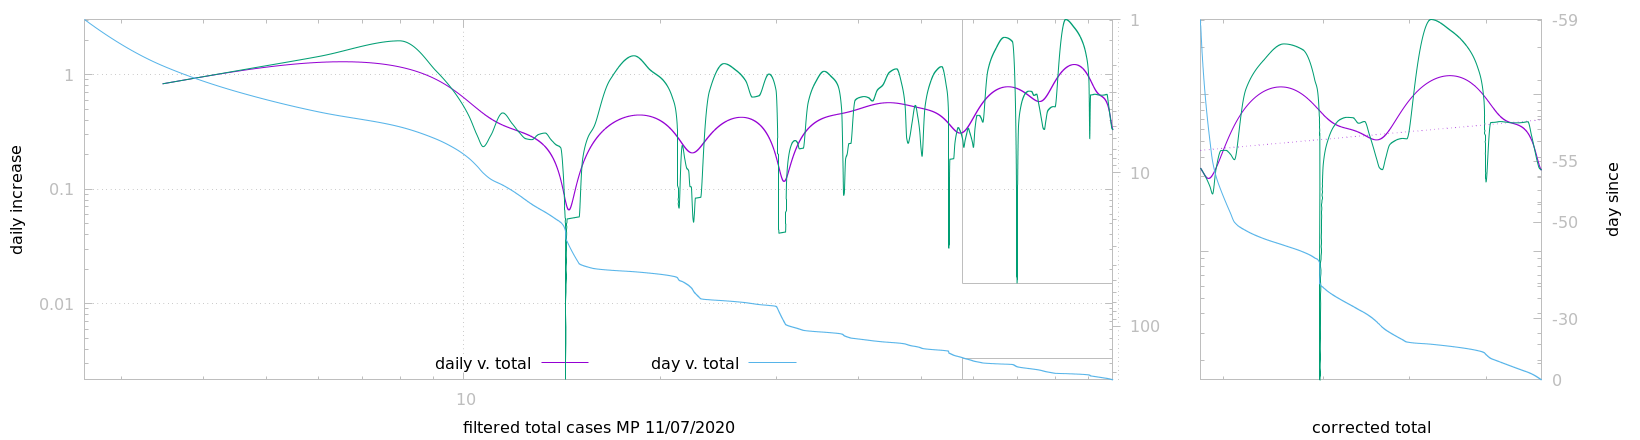 1
-59
1
daily increase
0.1
10
-55
day since
-50
0.01
100
-30
daily v. total
day v. total
0
10
filtered total cases MP 11/07/2020
corrected total